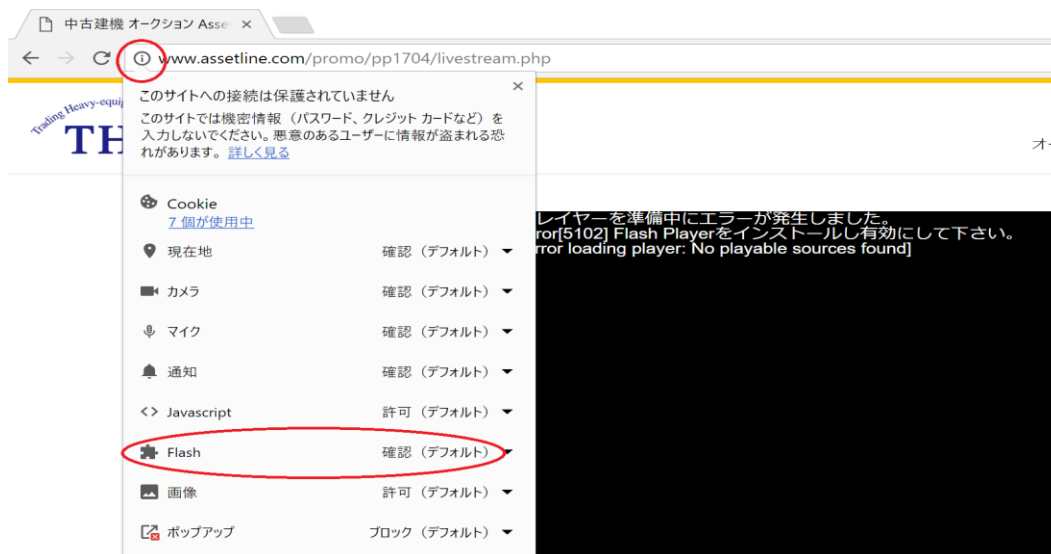 中古建機 オークション Asse
www.assetline.com/promo/pp1704/livestream.php
Trading Heavy-equi
TH
オー
このサイトへの接続は保護されていません
このサイトでは機密情報（パスワード、クレジット カードなど）を
入力しないでください。悪意のあるユーザーに情報が盗まれる恐
れがあります。 詳しく見る
Cookie
7 個が使用中
現在地 確認（デフォルト）
カメラ 確認（デフォルト）
マイク 確認（デフォルト）
通知 確認（デフォルト）
Javascript 許可（デフォルト）
Flash 確認（デフォルト）
画像 許可（デフォルト）
ポップアップ ブロック（デフォルト）
レイヤーを準備中にエラーが発生しました。
ror[5102] Flash Playerをインストールし有効にして下さい。
rror loading player: No playable sources found]